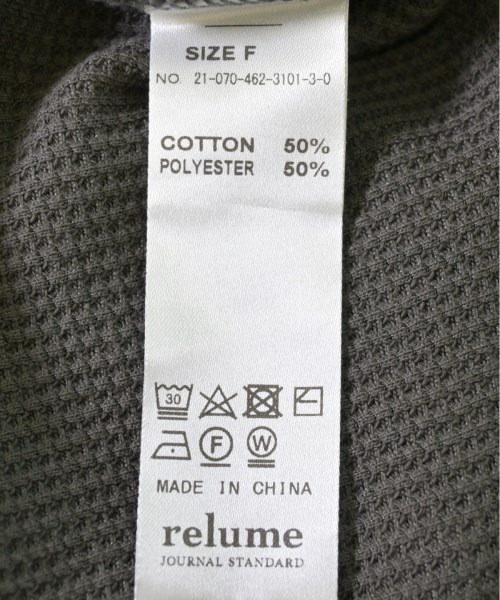 SIZE F
NO. 21-070-462-3101-3-0
COTTON 50%
POLYESTER 50%
30
F W
MADE IN CHINA
relume
JOURNAL STANDARD